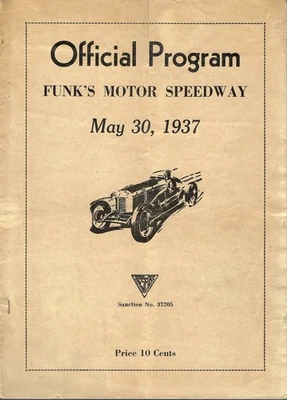 Official Program
FUNK'S MOTOR SPEEDWAY
May 30, 1937
Sanction No. 37205
Price 10 Cents